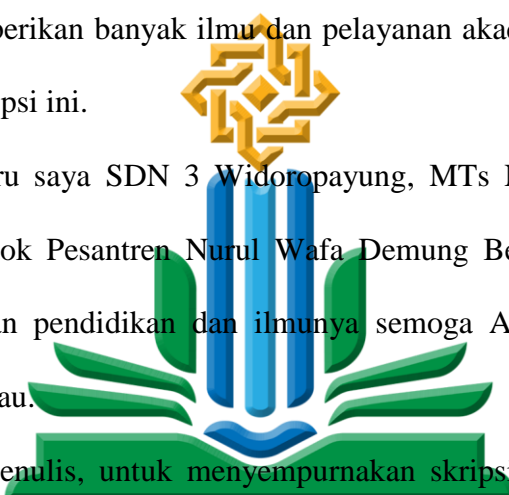 berikan banyak ilmu dan pelayanan aka
psi ini.
ru saya SDN 3 Widoropayung, MTs
ok Pesantren Nurul Wafa Demung Be
n pendidikan dan ilmunya semoga A
au.
enulis, untuk menyempurnakan skrips